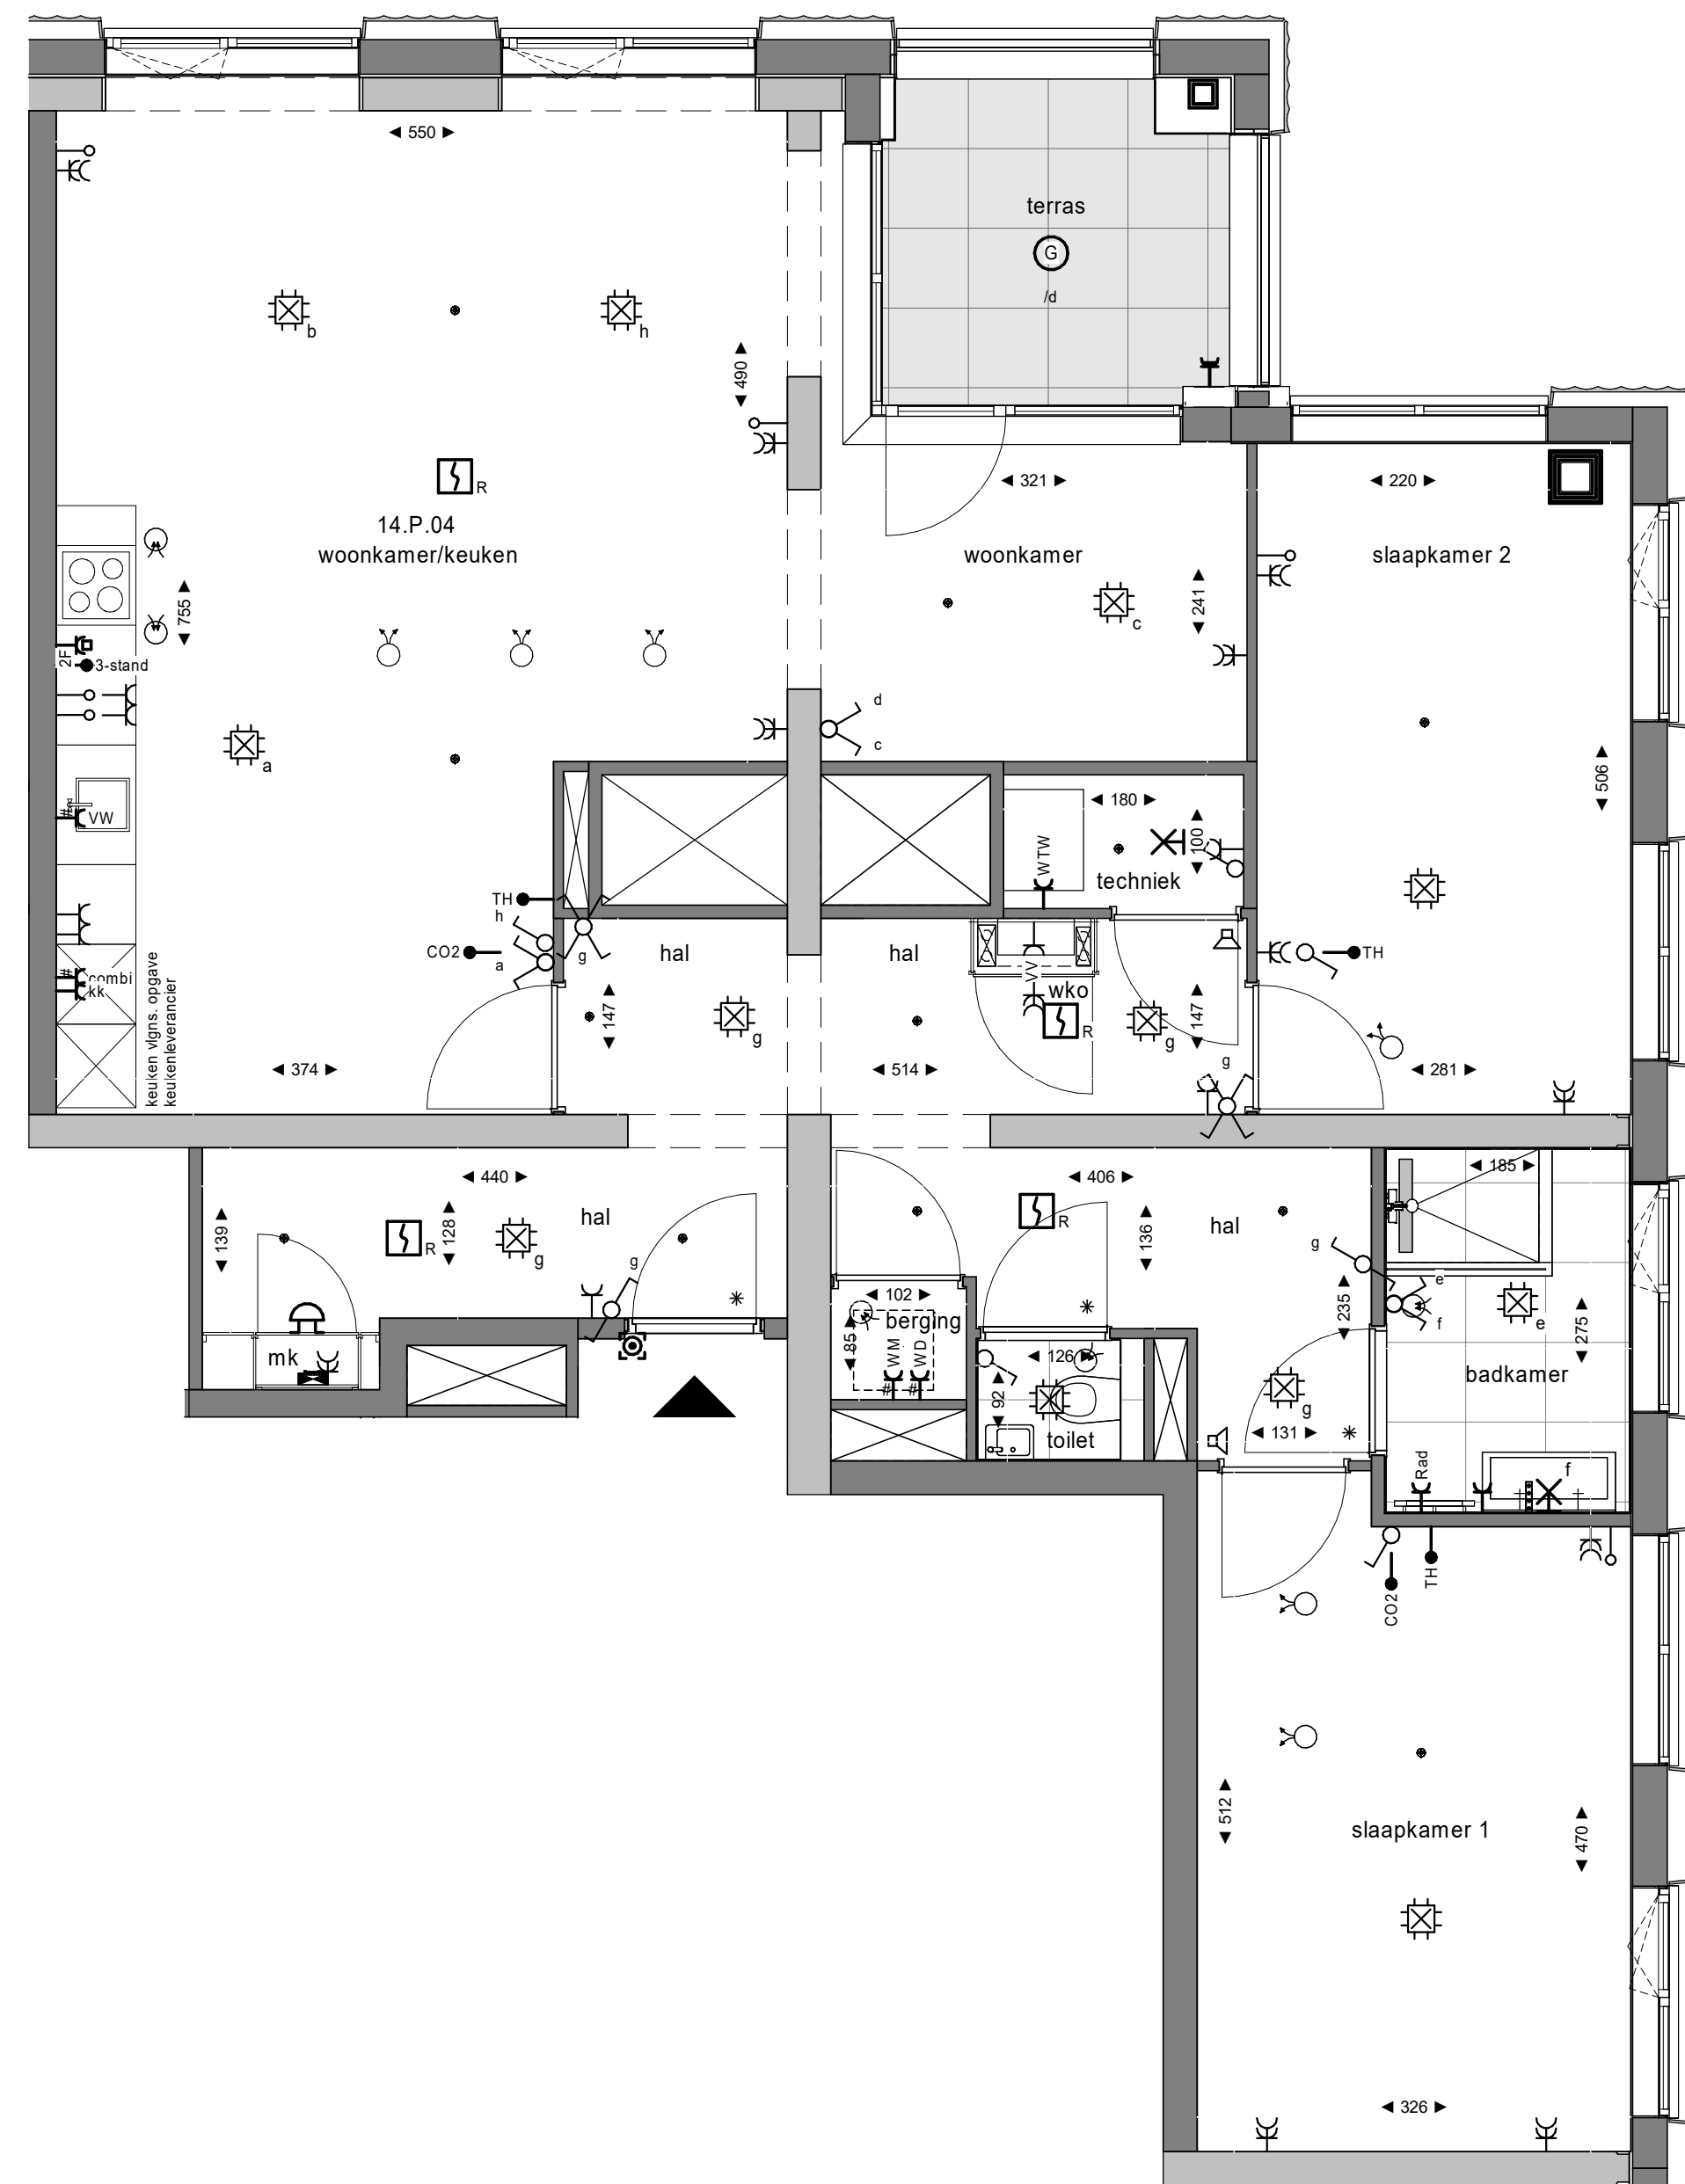 550
terras
G
/d
b
h
490
R
14.P.04
woonkamer/keuken
321
220
woonkamer
slaapkamer 2
755
241
c
2F
3-stand
d
c
a
506
VW
180
100
WTW
techniek
TH
h
CO2
a
g
hal
hal
TH
combi
kk
keuken vlgns. opgave
keukenleverancier
VV
wko
147
g
R
g
147
374
514
g
281
440
406
185
139
128
hal
R
g
g
R
136
hal
g
e
102
berging
85
WM
WD
235
f
e
275
mk
126
92
badkamer
g
toilet
131
Rad
f
TH
CO2
512
slaapkamer 1
470
326